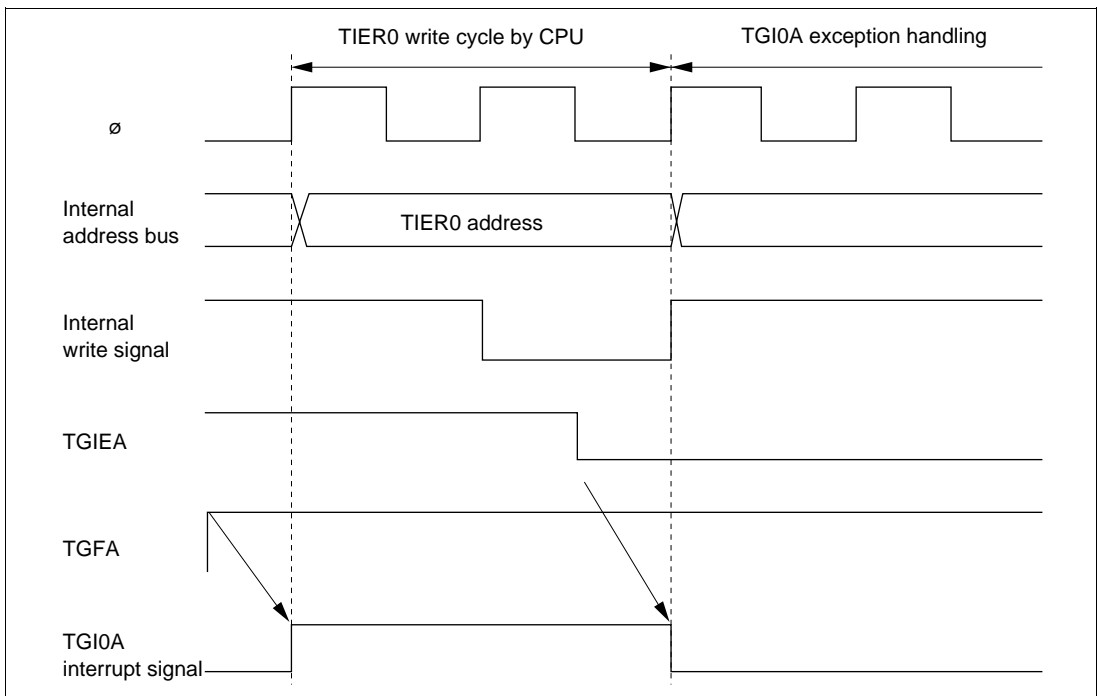 TIER0 write cycle by CPU
TGI0A exception handling
ø
Internal
address bus
TIER0 address
Internal
write signal
TGIEA
TGFA
TGI0A
interrupt signal